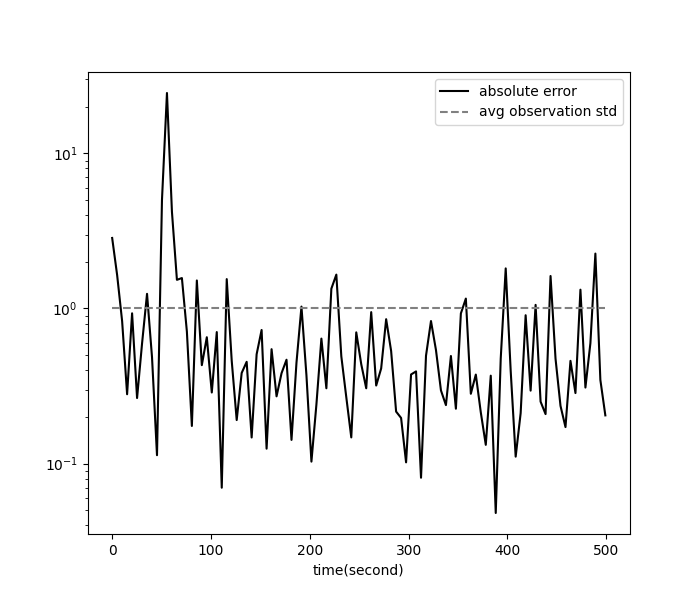 absolute error
avg observation std
10¹
10⁰
10⁻¹
0 100 200 300 400 500
time(second)